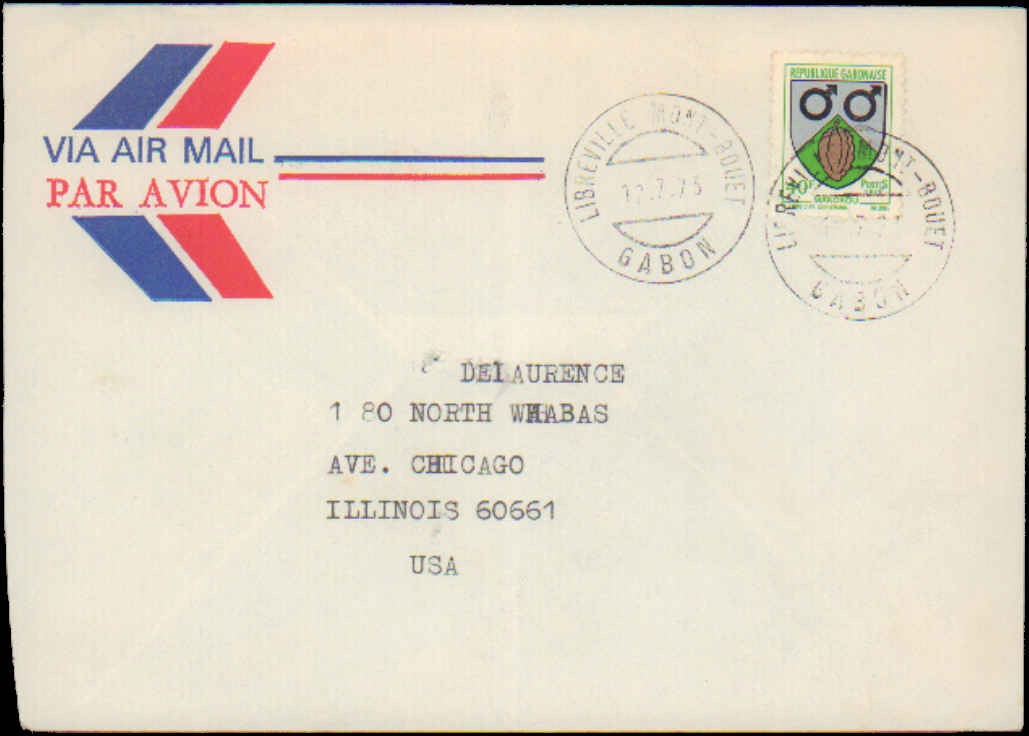 VIA AIR MAIL
PAR AVION
LIBREVILLE MONT-BOUET
GABON
REPUBLIQUE GABONAISE
POSTES
MONT-BOUET
GABON
DELAURENCE
1 80 NORTH WHABAS
AVE. CHICAGO
ILLINOIS 60661
USA